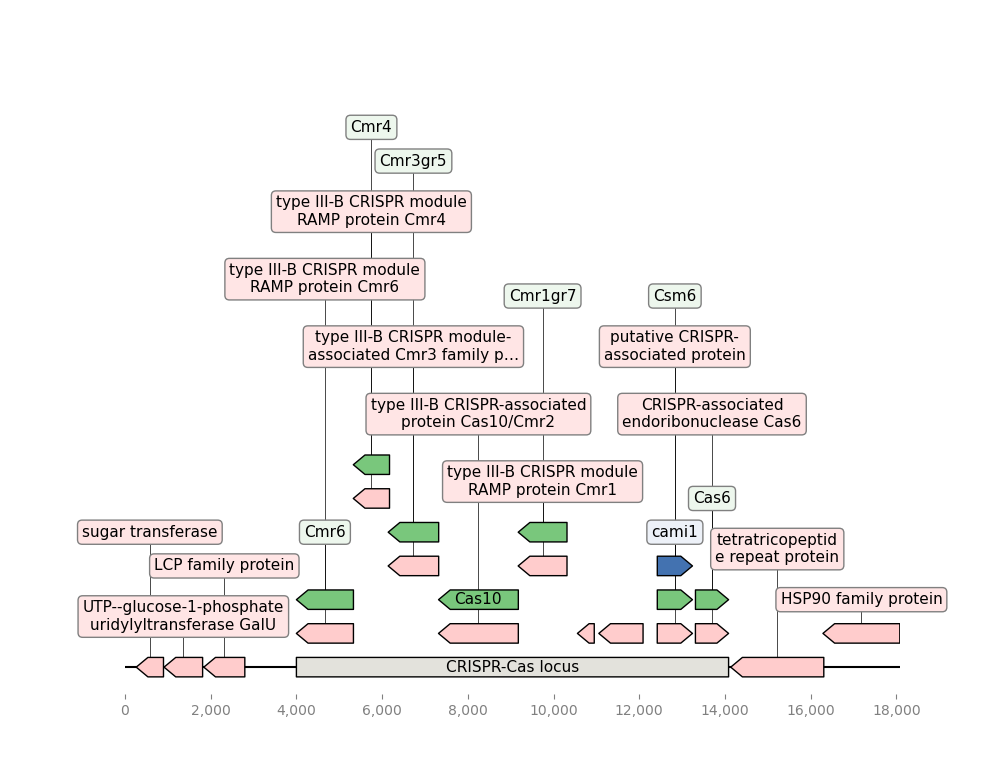 Cmr4
Cmr3gr5
type III-B CRISPR module
RAMP protein Cmr4
type III-B CRISPR module
RAMP protein Cmr6
Cmr1gr7
Csm6
type III-B CRISPR module-
associated Cmr3 family p...
putative CRISPR-
associated protein
type III-B CRISPR-associated
protein Cas10/Cmr2
CRISPR-associated
endoribonuclease Cas6
type III-B CRISPR module
RAMP protein Cmr1
Cas6
sugar transferase
Cmr6
cami1
tetratricopeptid
e repeat protein
LCP family protein
UTP--glucose-1-phosphate
uridylyltransferase GalU
Cas10
HSP90 family protein
CRISPR-Cas locus
0 2,000 4,000 6,000 8,000 10,000 12,000 14,000 16,000 18,000